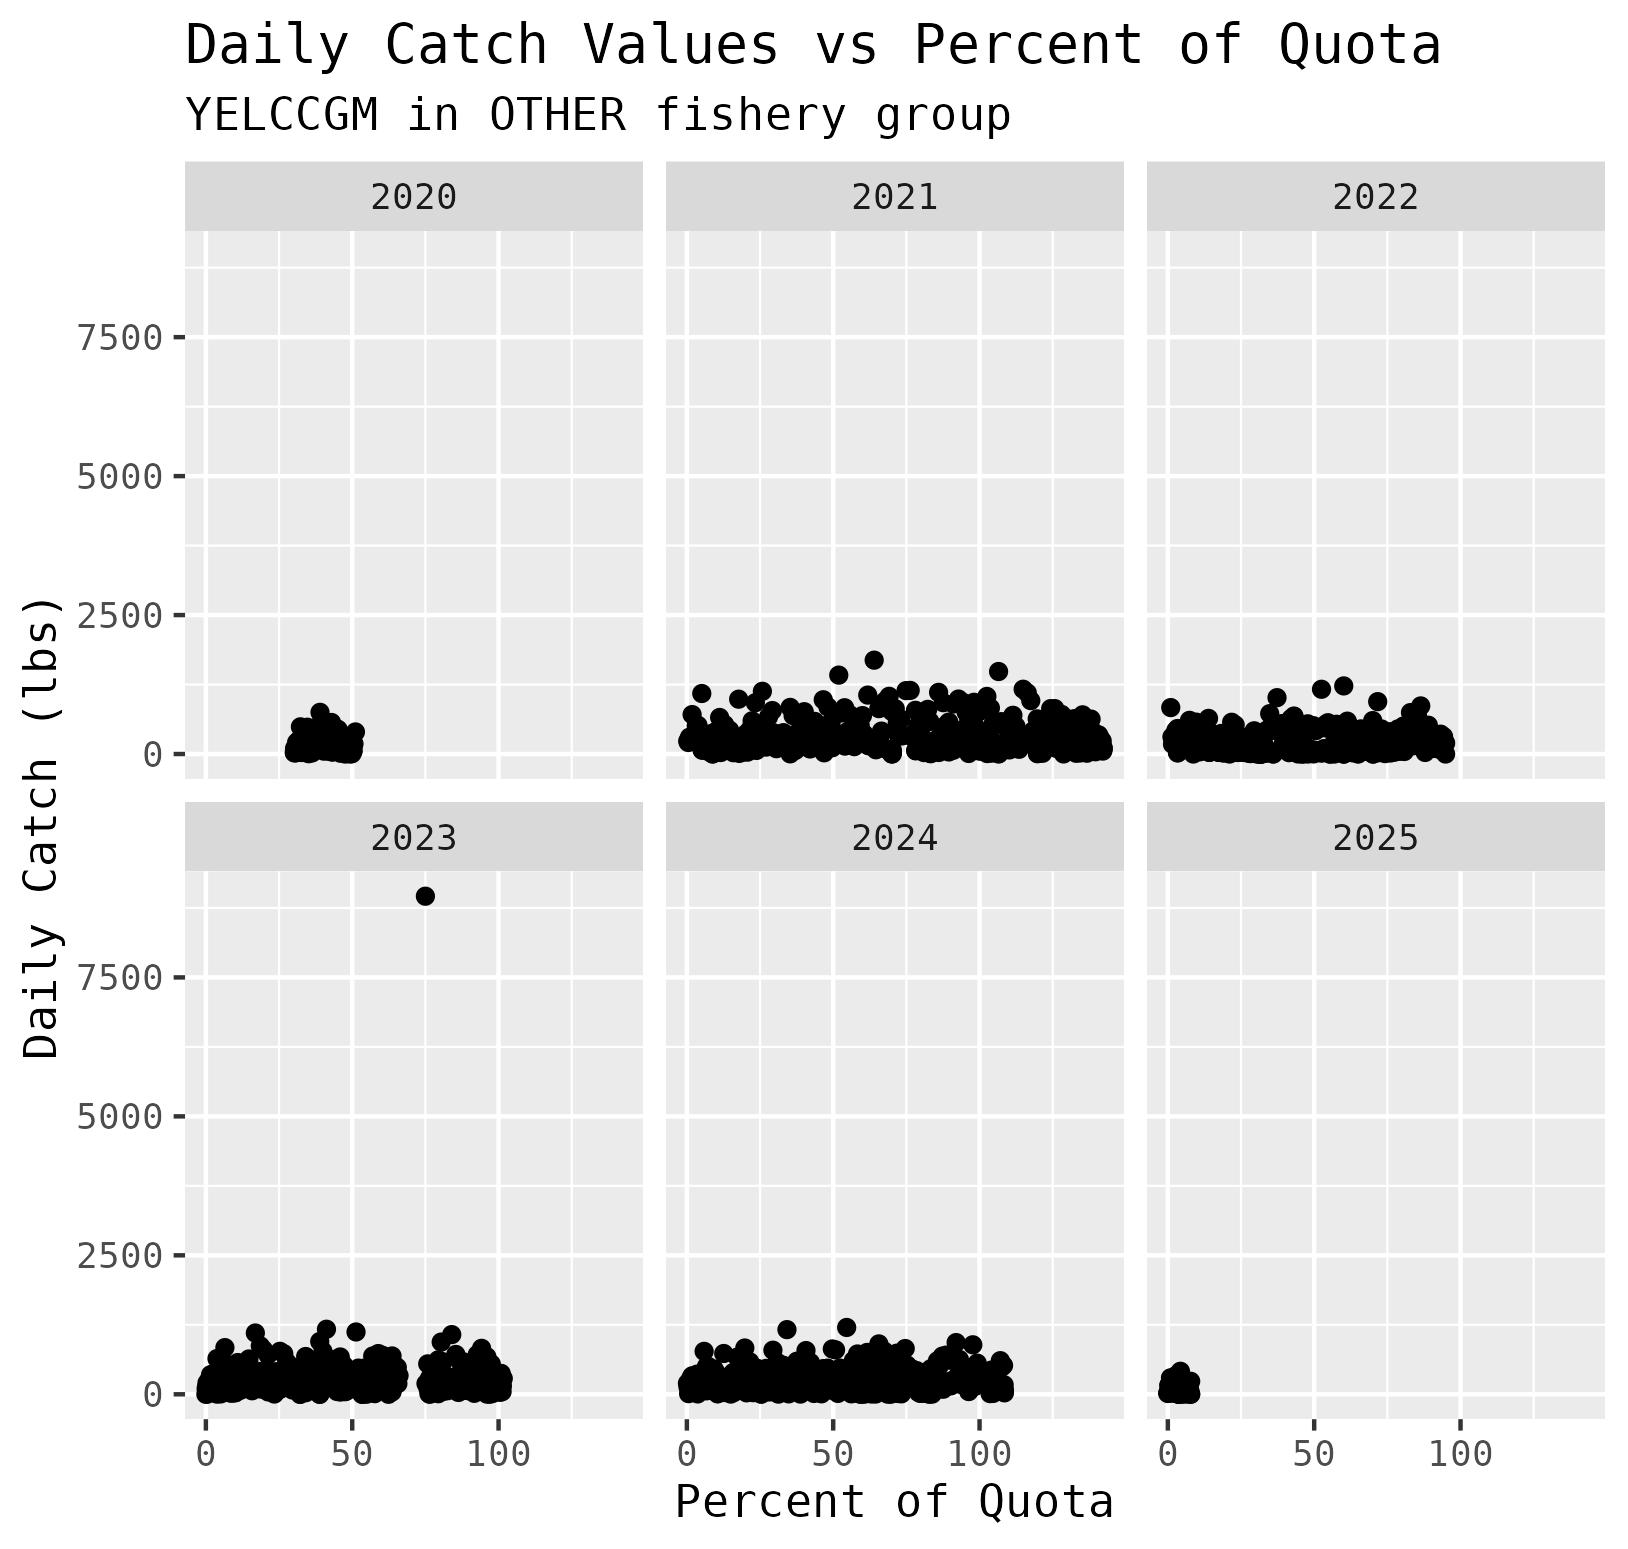 Daily Catch Values vs Percent of Quota
YELCCGM in OTHER fishery group
2020 2021 2022
7500
5000
2500
0
2023 2024 2025
7500
5000
2500
0
0 50 100 0 50 100 0 50 100
Percent of Quota
Daily Catch (lbs)